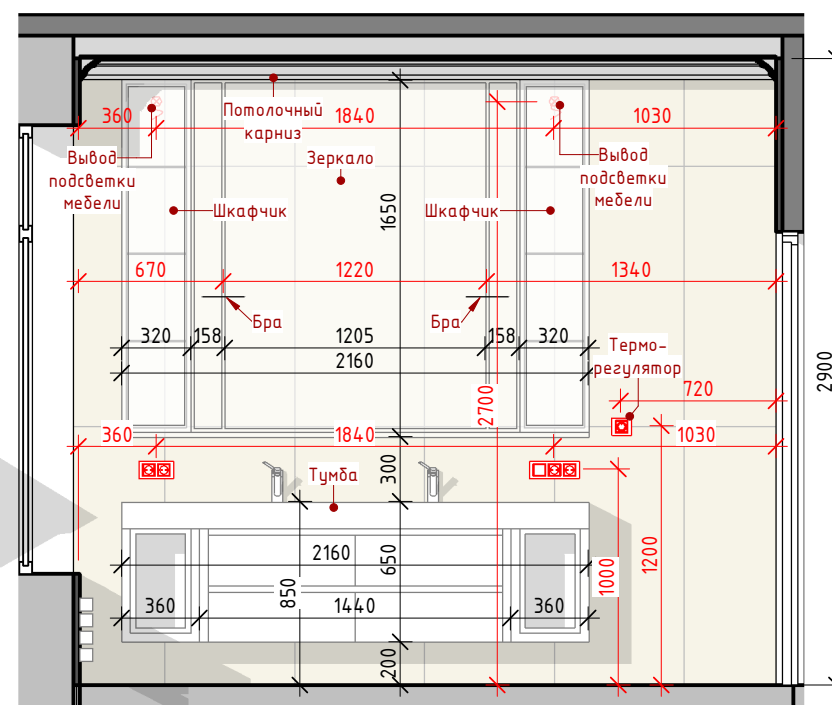 360
1840
1030
Потолочный
карниз
Вывод
подсветки
мебели
Зеркало
Вывод
подсветки
мебели
Шкафчик
1650
Шкафчик
670
1220
1340
Бра
Бра
320
158
1205
158
320
2160
Термо-
регулятор
2900
720
2700
360
1840
1030
300
Тумба
2160
650
850
1000
1200
360
1440
360
200